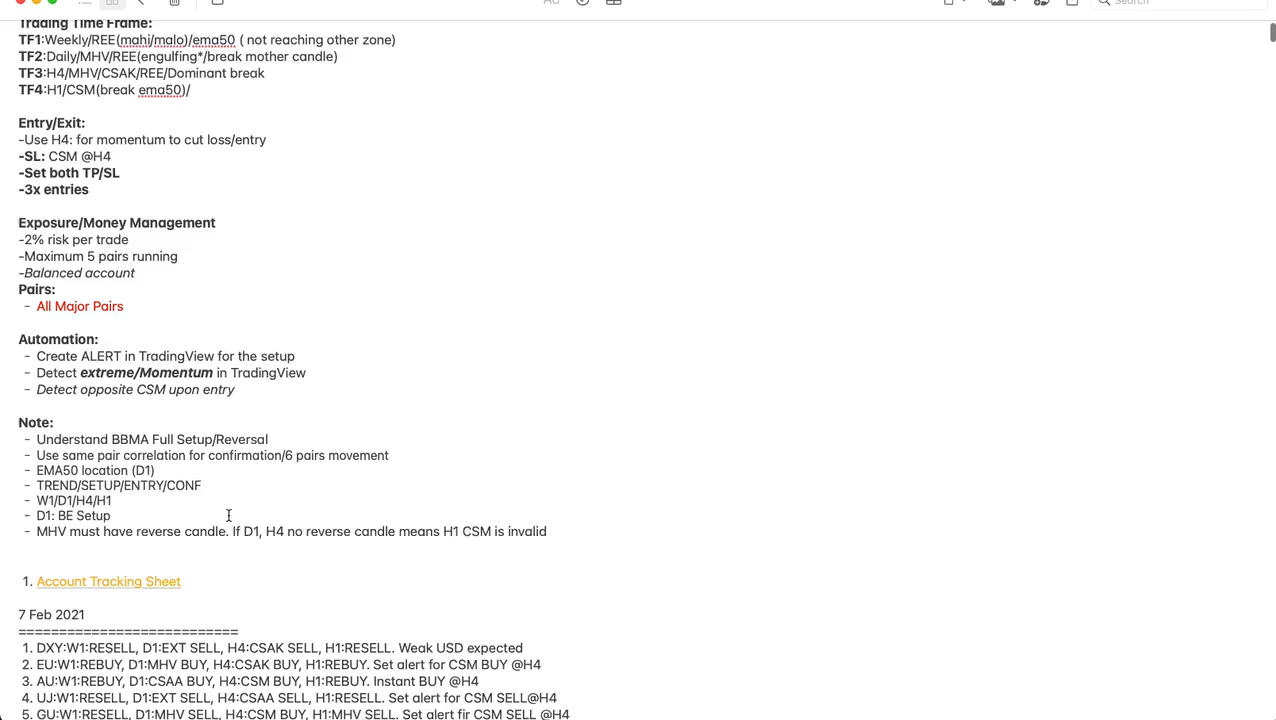 Search
Trading Time Frame:
TF1:Weekly/REE(mahi/malo)/ema50 ( not reaching other zone)
TF2:Daily/MHV/REE(engulfing*/break mother candle)
TF3:H4/MHV/CSAK/REE/Dominant break
TF4:H1/CSM(break ema50)/
Entry/Exit:
-Use H4: for momentum to cut loss/entry
-SL: CSM @H4
-Set both TP/SL
-3x entries
Exposure/Money Management
-2% risk per trade
-Maximum 5 pairs running
-Balanced account
Pairs:
- All Major Pairs
Automation:
- Create ALERT in TradingView for the setup
- Detect extreme/Momentum in TradingView
- Detect opposite CSM upon entry
Note:
- Understand BBMA Full Setup/Reversal
- Use same pair correlation for confirmation/6 pairs movement
- EMA50 location (D1)
- TREND/SETUP/ENTRY/CONF
- W1/D1/H4/H1
- D1: BE Setup
- MHV must have reverse candle. If D1, H4 no reverse candle means H1 CSM is invalid
1. Account Tracking Sheet
7 Feb 2021
===========================
1. DXY:W1:RESELL, D1:EXT SELL, H4:CSAK SELL, H1:RESELL. Weak USD expected
2. EU:W1:REBUY, D1:MHV BUY, H4:CSAK BUY, H1:REBUY. Set alert for CSM BUY @H4
3. AU:W1:REBUY, D1:CSAA BUY, H4:CSM BUY, H1:REBUY. Instant BUY @H4
4. UJ:W1:RESELL, D1:EXT SELL, H4:CSAA SELL, H1:RESELL. Set alert for CSM SELL@H4
5. GU:W1:RESELL, D1:MHV SELL, H4:CSM BUY, H1:MHV SELL. Set alert fir CSM SELL @H4